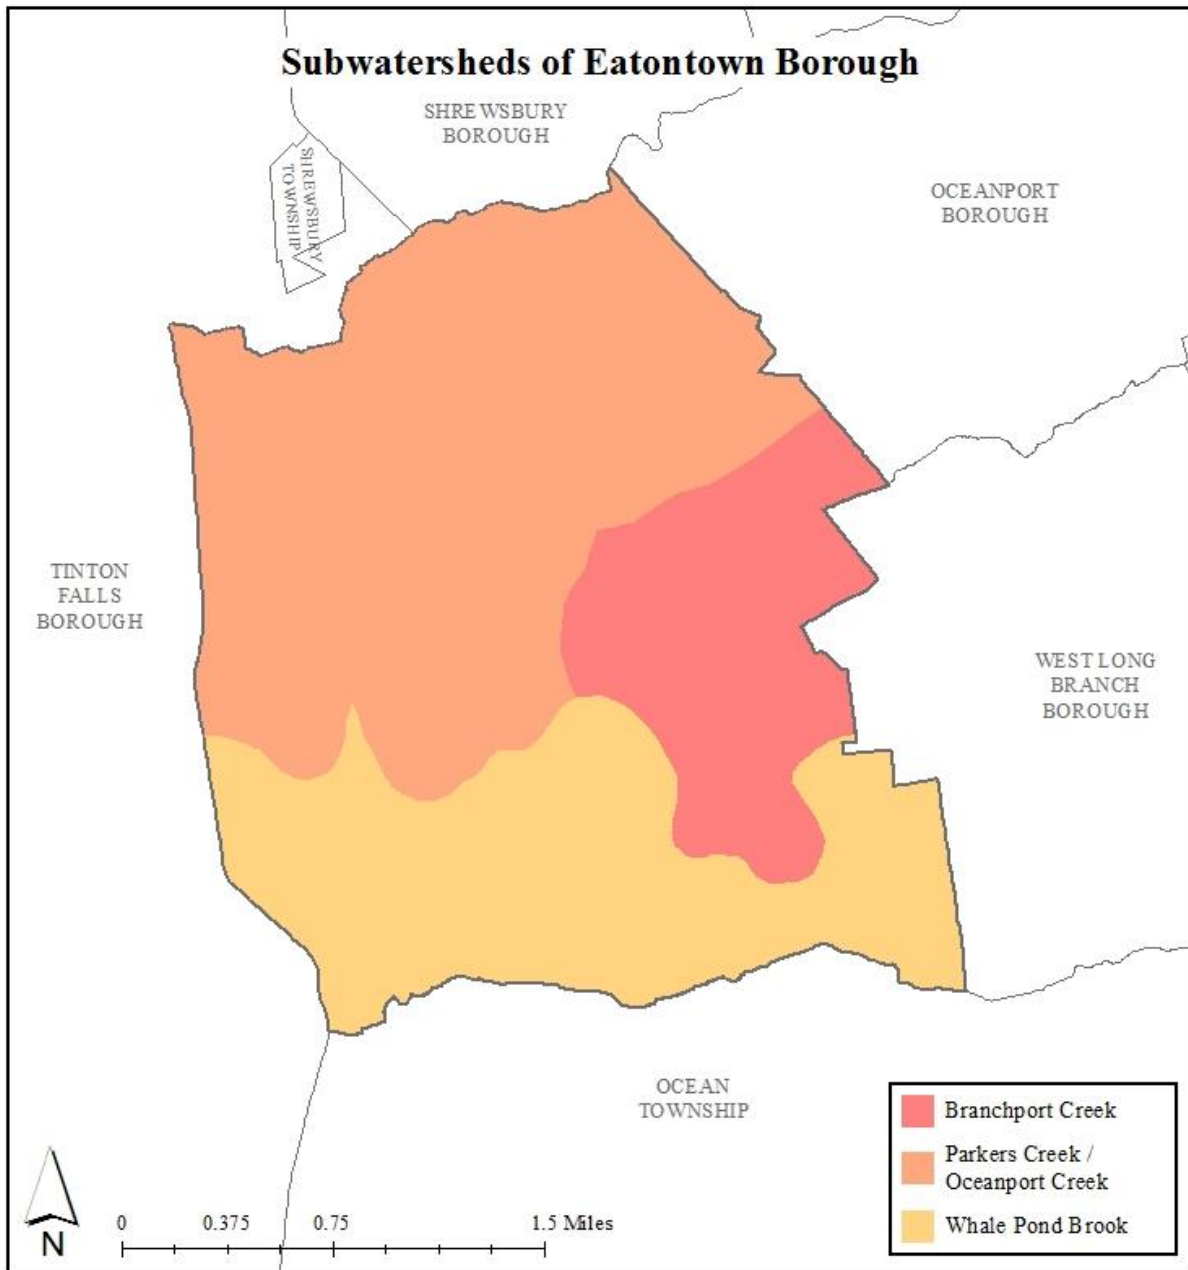 Subwatersheds of Eatontown Borough
SHREWSBURY
BOROUGH
SHREWSBURY
TOWNSHIP
OCEANPORT
BOROUGH
TINTON
FALLS
BOROUGH
WEST LONG
BRANCH
BOROUGH
OCEAN
TOWNSHIP
Branchport Creek
Parkers Creek /
Oceanport Creek
Whale Pond Brook
0 0.375 0.75 1.5 Miles
N